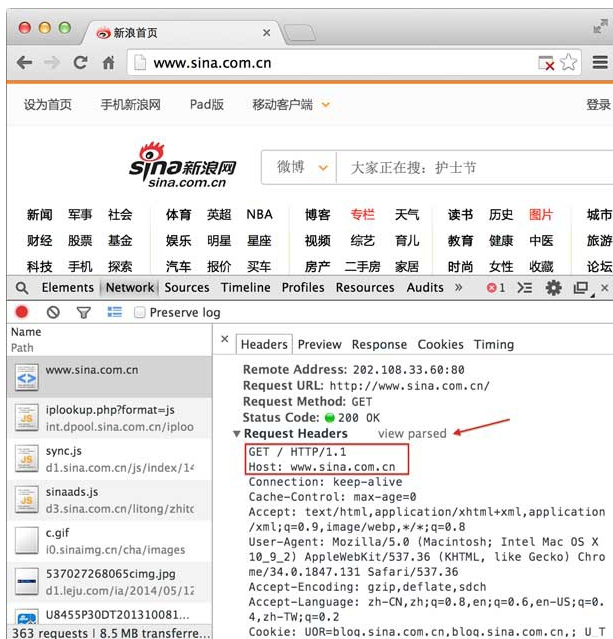 新浪首页
www.sina.com.cn
设为首页 手机新浪网 Pad版 移动客户端 登录
sina新浪网
sina.com.cn
微博 大家正在搜：护士节
新闻 军事 社会 体育 英超 NBA 博客 专栏 天气 读书 历史 图片 城市
财经 股票 基金 娱乐 明星 星座 视频 综艺 育儿 教育 健康 中医 旅游
科技 手机 探索 汽车 报价 买车 房产 二手房 家居 时尚 女性 收藏 论坛
Elements Network Sources Timeline Profiles Resources Audits » 1
Preserve log
Name
Path
www.sina.com.cn
iplookup.php?format=js
int.dpool.sina.com.cn/iploo
sync.js
d1.sina.com.cn/js/index/14
sinaads.js
d3.sina.com.cn/litong/zhito
c.gif
i0.sinaimg.cn/cha/images
537027268065cimg.jpg
d1.leju.com/ia/2014/05/12
U8455P30DT201310081...
363 requests | 8.5 MB transferre...
× Headers Preview Response Cookies Timing
Remote Address: 202.108.33.60:80
Request URL: http://www.sina.com.cn/
Request Method: GET
Status Code: 200 OK
Request Headers view parsed
GET / HTTP/1.1
Host: www.sina.com.cn
Connection: keep-alive
Cache-Control: max-age=0
Accept: text/html,application/xhtml+xml,application
/xml;q=0.9,image/webp,*/*;q=0.8
User-Agent: Mozilla/5.0 (Macintosh; Intel Mac OS X
10_9_2) AppleWebKit/537.36 (KHTML, like Gecko) Chro
me/34.0.1847.131 Safari/537.36
Accept-Encoding: gzip,deflate,sdch
Accept-Language: zh-CN,zh;q=0.8,en;q=0.6,en-US;q=0.
4,zh-TW;q=0.2
Cookie: UOR=blog.sina.com.cn,blog.sina.com.cn,; U_T